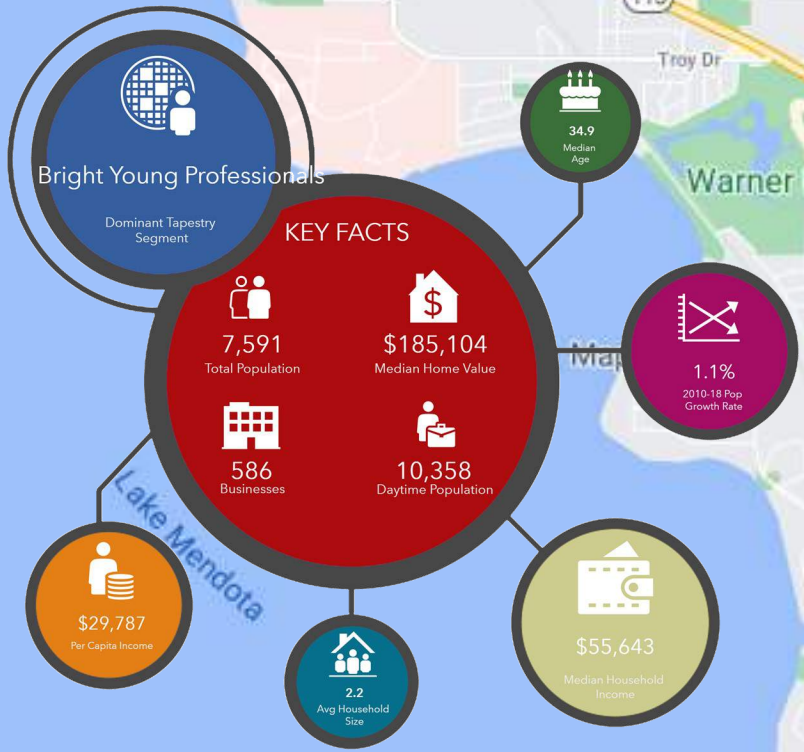 Troy Dr
Warner
Bright Young Professionals
Dominant Tapestry
Segment
34.9
Median
Age
KEY FACTS
7,591
Total Population
$185,104
Median Home Value
586
Businesses
10,358
Daytime Population
1.1%
2010-18 Pop
Growth Rate
Map
Lake Mendota
$29,787
Per Capita Income
2.2
Avg Household
Size
$55,643
Median Household
Income